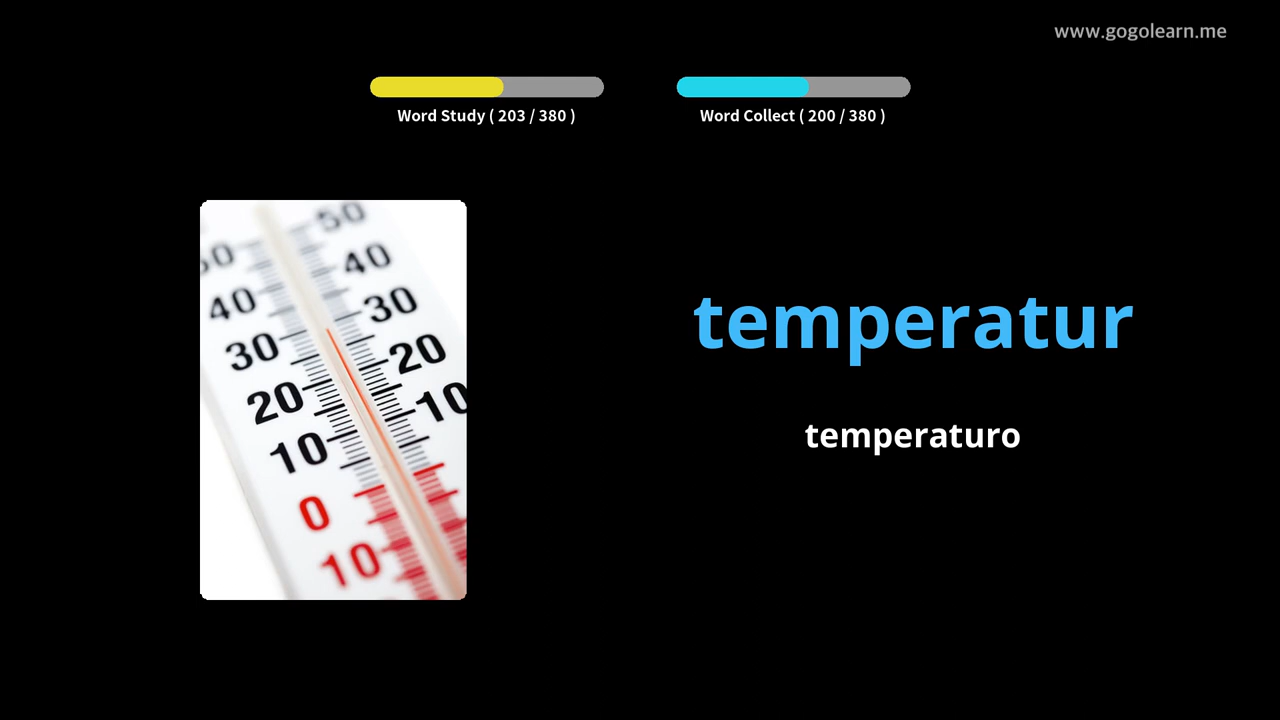 www.gogolearn.me
Word Study ( 203 / 380 )
Word Collect ( 200 / 380 )
50
40
40
30
30
20
20
10
10
0
10
temperatur
temperaturo